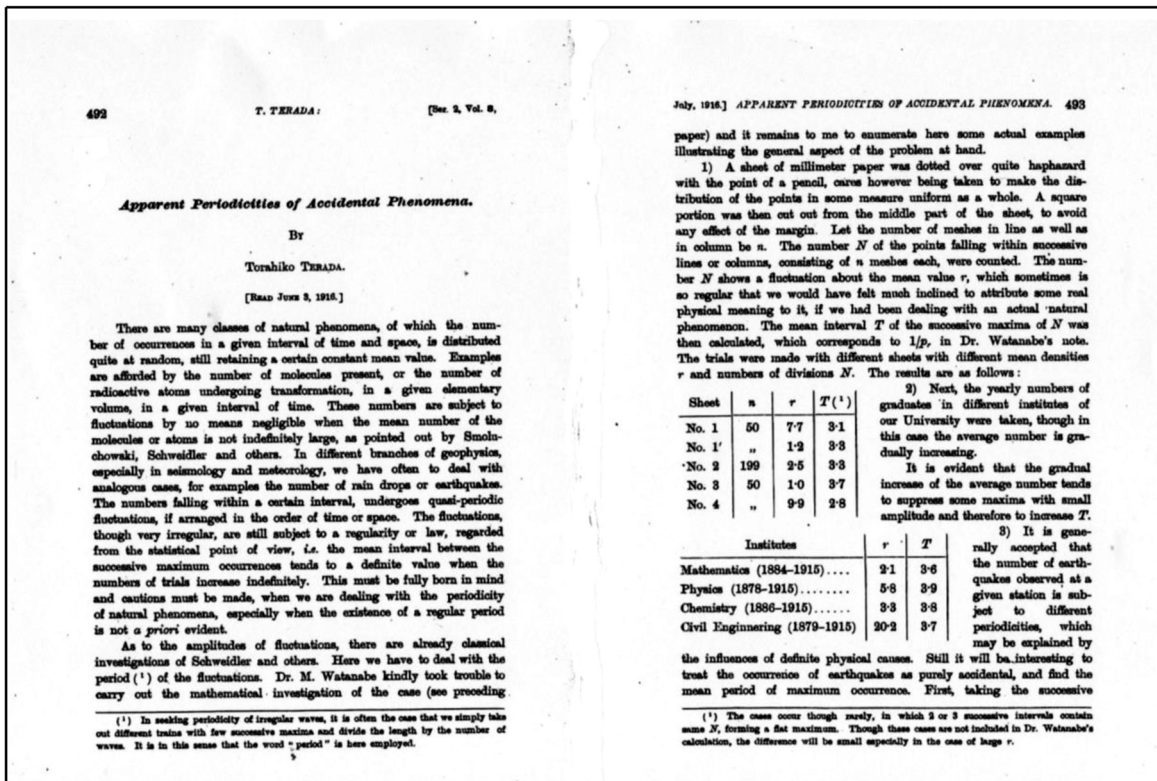 492 T. TERADA: [Ser. 2, Vol. 8,
Apparent Periodicities of Accidental Phenomena.
By
Torahiko TERADA.
[READ JUNE 3, 1916.]
There are many classes of natural phenomena, of which the num-
ber of occurrences in a given interval of time and space, is distributed
quite at random, still retaining a certain constant mean value. Examples
are afforded by the number of molecules present, or the number of
radioactive atoms undergoing transformation, in a given elementary
volume, in a given interval of time. These numbers are subject to
fluctuations by no means negligible when the mean number of the
molecules or atoms is not indefinitely large, as pointed out by Smolu-
chowski, Schweidler and others. In different branches of geophysics,
especially in seismology and meteorology, we have often to deal with
analogous cases, for examples the number of rain drops or earthquakes.
The numbers falling within a certain interval, undergoes quasi-periodic
fluctuations, if arranged in the order of time or space. The fluctuations,
though very irregular, are still subject to a regularity or law, regarded
from the statistical point of view, i.e. the mean interval between the
successive maximum occurrences tends to a definite value when the
numbers of trials increase indefinitely. This must be fully born in mind
and cautions must be made, when we are dealing with the periodicity
of natural phenomena, especially when the existence of a regular period
is not a priori evident.
As to the amplitudes of fluctuations, there are already classical
investigations of Schweidler and others. Here we have to deal with the
period (¹) of the fluctuations. Dr. M. Watanabe kindly took trouble to
carry out the mathematical investigation of the case (see preceding
(¹) In seeking periodicity of irregular waves, it is often the case that we simply take
out different trains with few successive maxima and divide the length by the number of
waves. It is in this sense that the word "period" is here employed.
July, 1916.] APPARENT PERIODICITIES OF ACCIDENTAL PHENOMENA. 493
paper) and it remains to me to enumerate here some actual examples
illustrating the general aspect of the problem at hand.
1) A sheet of millimeter paper was dotted over quite haphazard
with the point of a pencil, cares however being taken to make the dis-
tribution of the points in some measure uniform as a whole. A square
portion was then cut out from the middle part of the sheet, to avoid
any effect of the margin. Let the number of meshes in line as well as
in column be n. The number N of the points falling within successive
lines or columns, consisting of n meshes each, were counted. The num-
ber N shows a fluctuation about the mean value r, which sometimes is
so regular that we would have felt much inclined to attribute some real
physical meaning to it, if we had been dealing with an actual natural
phenomenon. The mean interval T of the successive maxima of N was
then calculated, which corresponds to 1/p, in Dr. Watanabe's note.
The trials were made with different sheets with different mean densities
r and numbers of divisions N. The results are as follows:
Sheet n r T(¹)
No. 1 50 7·7 3·1
No. 1' „ 1·2 3·3
No. 2 199 2·5 3·3
No. 3 50 1·0 3·7
No. 4 „ 9·9 2·8
2) Next, the yearly numbers of
graduates in different institutes of
our University were taken, though in
this case the average number is gra-
dually increasing.
It is evident that the gradual
increase of the average number tends
to suppress some maxima with small
amplitude and therefore to increase T.
Institutes r T
Mathematics (1884–1915)..... 2·1 3·6
Physics (1878–1915)........ 5·8 3·9
Chemistry (1886–1915)...... 3·3 3·8
Civil Enginnering (1879–1915) 20·2 3·7
3) It is gene-
rally accepted that
the number of earth-
quakes observed at a
given station is sub-
ject to different
periodicities, which
may be explained by
the influences of definite physical causes. Still it will be interesting to
treat the occurrence of earthquakes as purely accidental, and find the
mean period of maximum occurrence. First, taking the successive
(¹) The cases occur though rarely, in which 2 or 3 successive intervals contain
same N, forming a flat maximum. Though these cases are not included in Dr. Watanabe's
calculation, the difference will be small especially in the case of large r.